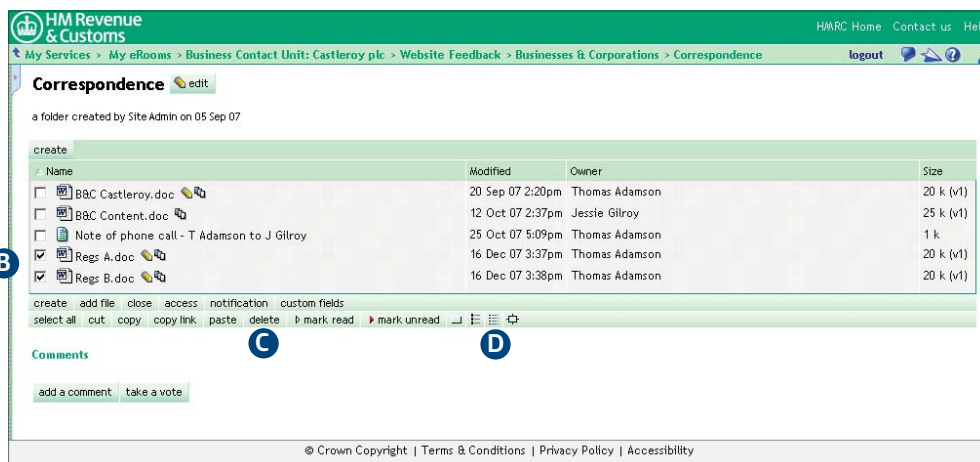 HM Revenue
& Customs
HMRC Home Contact us Hel
My Services > My eRooms > Business Contact Unit: Castleroy plc > Website Feedback > Businesses & Corporations > Correspondence logout
Correspondence edit
a folder created by Site Admin on 05 Sep 07
create
Name Modified Owner Size
B&C Castleroy.doc 20 Sep 07 2:20pm Thomas Adamson 20 k (v1)
B&C Content.doc 12 Oct 07 2:37pm Jessie Gilroy 25 k (v1)
Note of phone call - T Adamson to J Gilroy 25 Oct 07 5:09pm Thomas Adamson 1 k
B Regs A.doc 16 Dec 07 3:37pm Thomas Adamson 20 k (v1)
Regs B.doc 16 Dec 07 3:38pm Thomas Adamson 20 k (v1)
create add file close access notification custom fields
select all cut copy copy link paste delete mark read mark unread
C D
Comments
add a comment take a vote
© Crown Copyright | Terms & Conditions | Privacy Policy | Accessibility